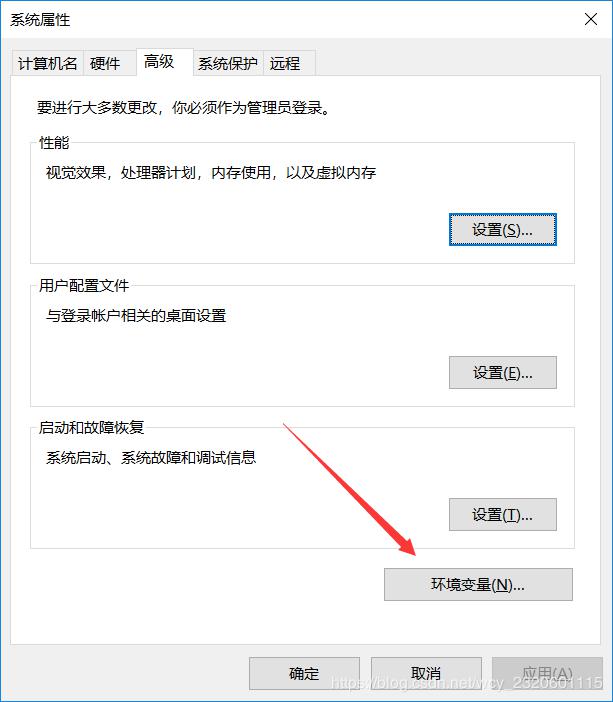 系统属性
计算机名 硬件 高级 系统保护 远程
要进行大多数更改，你必须作为管理员登录。
性能
视觉效果，处理器计划，内存使用，以及虚拟内存
设置(S)...
用户配置文件
与登录帐户相关的桌面设置
设置(E)...
启动和故障恢复
系统启动、系统故障和调试信息
设置(T)...
环境变量(N)...
确定 取消 应用(A)
https://blog.csdn.net/wcy_2320601115